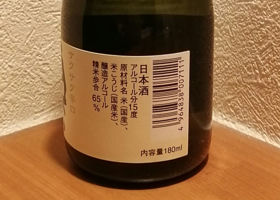 日本酒
アルコール分15度
原材料名 米(国産)、
米こうじ(国産米)、
醸造アルコール
精米歩合 65%
内容量180ml